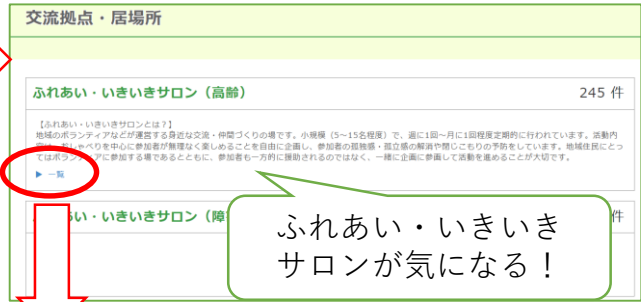 交流拠点・居場所
ふれあい・いきいきサロン（高齢） 245 件
【ふれあい・いきいきサロンとは？】
地域のボランティアなどが運営する身近な交流・仲間づくりの場です。小規模（5～15名程度）で、週に1回～月に1回程度定期的に行われています。活動内
容は、おしゃべりを中心に参加者が無理なく楽しめることを自由に企画し、参加者の孤独感・孤立感の解消や閉じこもりの予防をしています。地域住民にとっ
てはボランティアに参加する場であるとともに、参加者も一方的に援助されるのではなく、一緒に企画に参画して活動を進めることが大切です。
▶ 一覧
い・いきいきサロン（障 件
ふれあい・いきいき
サロンが気になる！